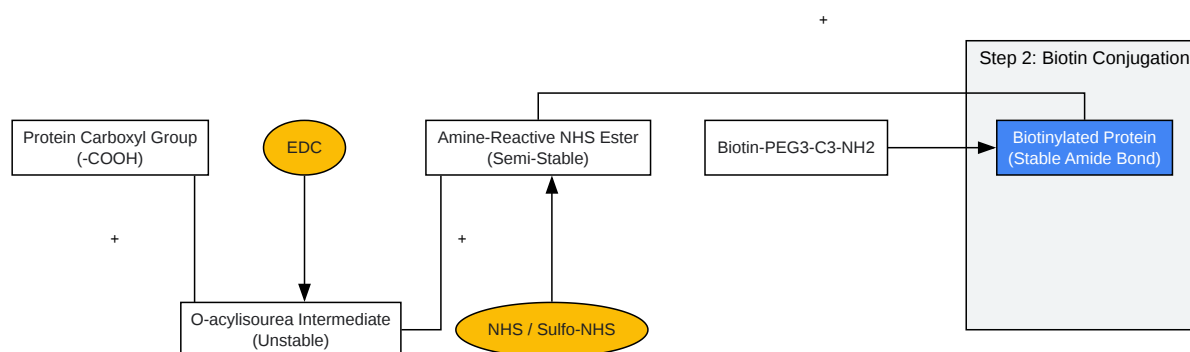 +
Step 2: Biotin Conjugation
Protein Carboxyl Group
(-COOH)
EDC
Amine-Reactive NHS Ester
(Semi-Stable)
Biotin-PEG3-C3-NH2
Biotinylated Protein
(Stable Amide Bond)
+
+
O-acylisourea Intermediate
(Unstable)
NHS / Sulfo-NHS